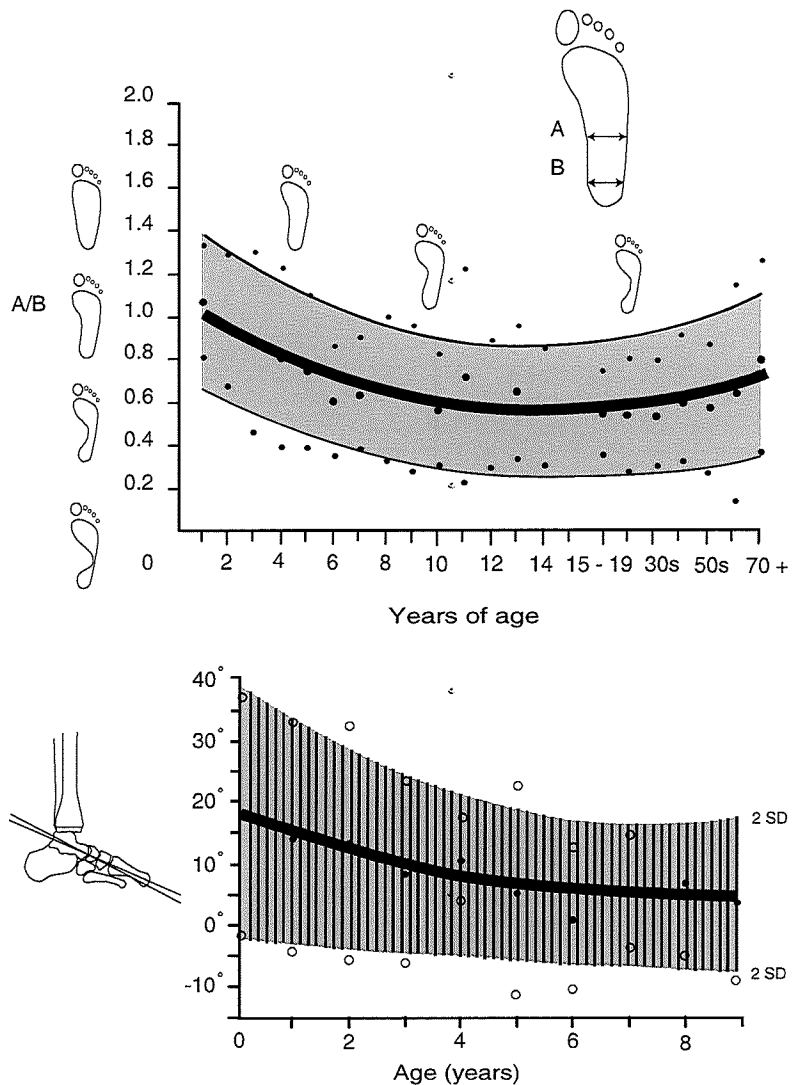 2.0
1.8
1.6
1.4
1.2
1.0
0.8
0.6
0.4
0.2
0
A/B
A
B
2 4 6 8 10 12 14 15 - 19 30s 50s 70 +
Years of age
40°
30°
20°
10°
0°
-10°
2 SD
2 SD
0 2 4 6 8
Age (years)